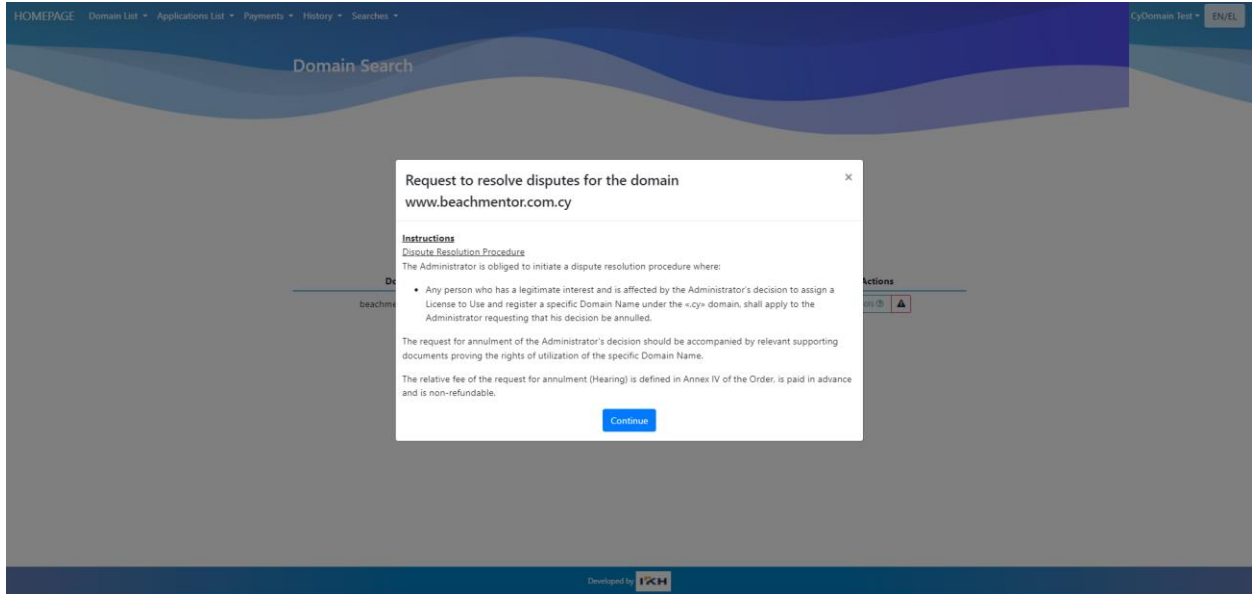 HOMEPAGE Domain List Applications List Payments History Searches CyDomain Test EN/EL
Domain Search
Request to resolve disputes for the domain
www.beachmentor.com.cy
×
Instructions
Dispute Resolution Procedure
The Administrator is obliged to initiate a dispute resolution procedure where:
• Any person who has a legitimate interest and is affected by the Administrator's decision to assign a
License to Use and register a specific Domain Name under the «.cy» domain, shall apply to the
Administrator requesting that his decision be annulled.
The request for annulment of the Administrator's decision should be accompanied by relevant supporting
documents proving the rights of utilization of the specific Domain Name.
The relative fee of the request for annulment (Hearing) is defined in Annex IV of the Order, is paid in advance
and is non-refundable.
Continue
Actions
Developed by